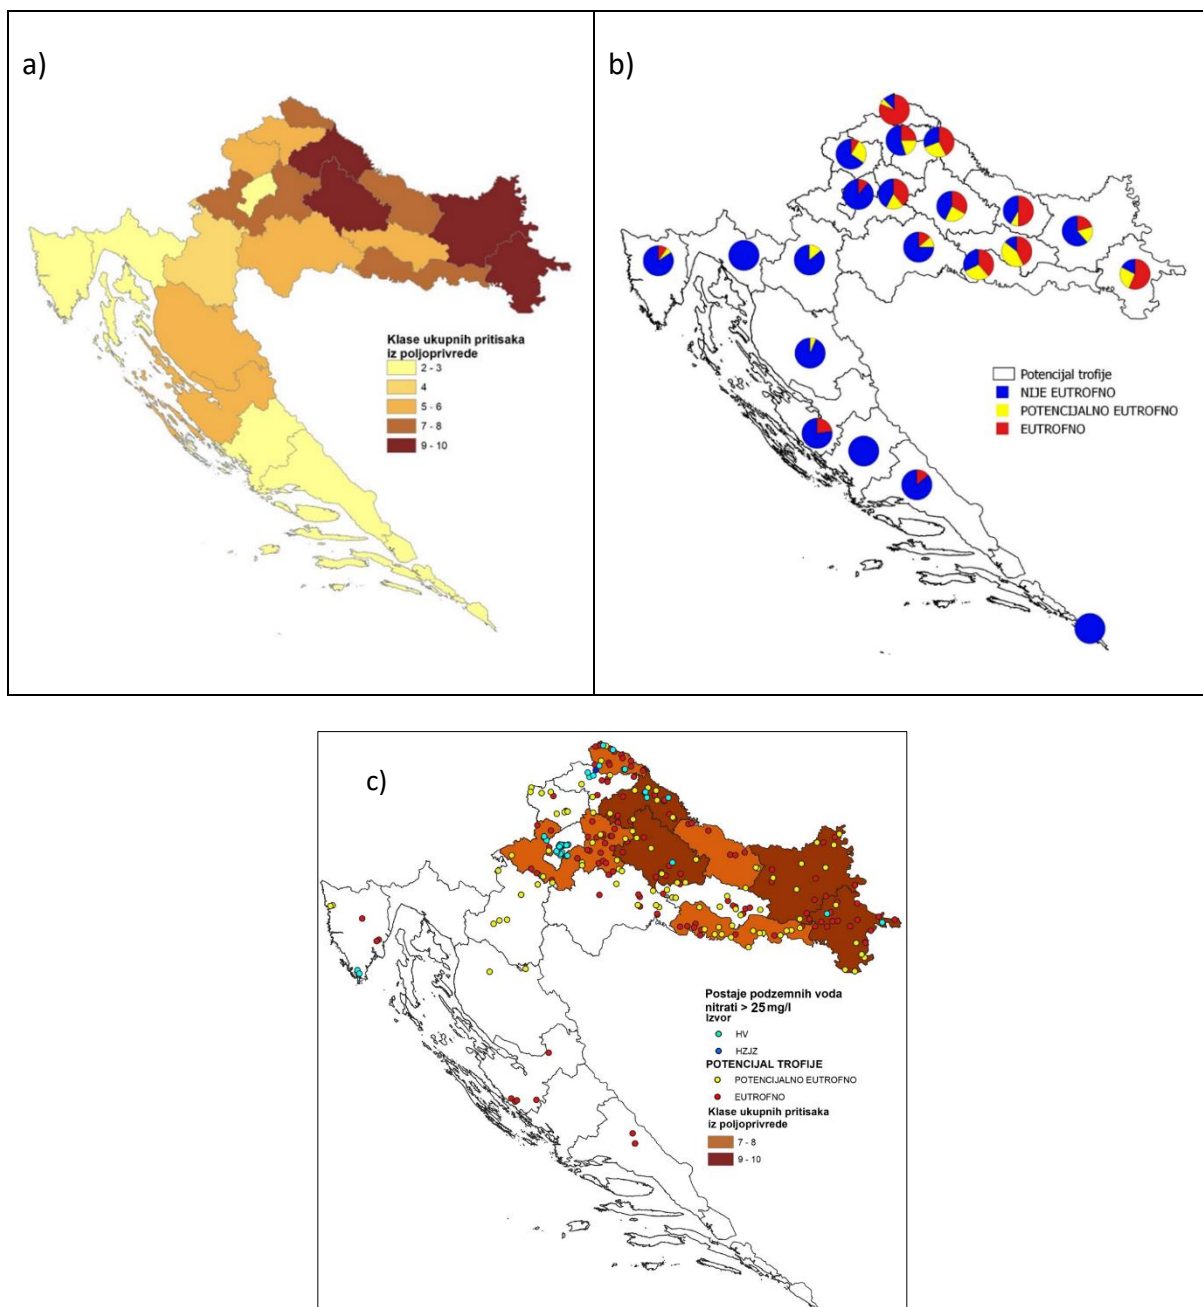 a)
Klase ukupnih pritisaka
iz poljoprivrede
2 - 3
4
5 - 6
7 - 8
9 - 10
b)
Potencijal trofije
NIJE EUTROFNO
POTENCIJALNO EUTROFNO
EUTROFNO
c)
Postaje podzemnih voda
nitrati > 25 mg/l
Izvor
HV
HZJZ
POTENCIJAL TROFIJE
POTENCIJALNO EUTROFNO
EUTROFNO
Klase ukupnih pritisaka
iz poljoprivrede
7 - 8
9 - 10